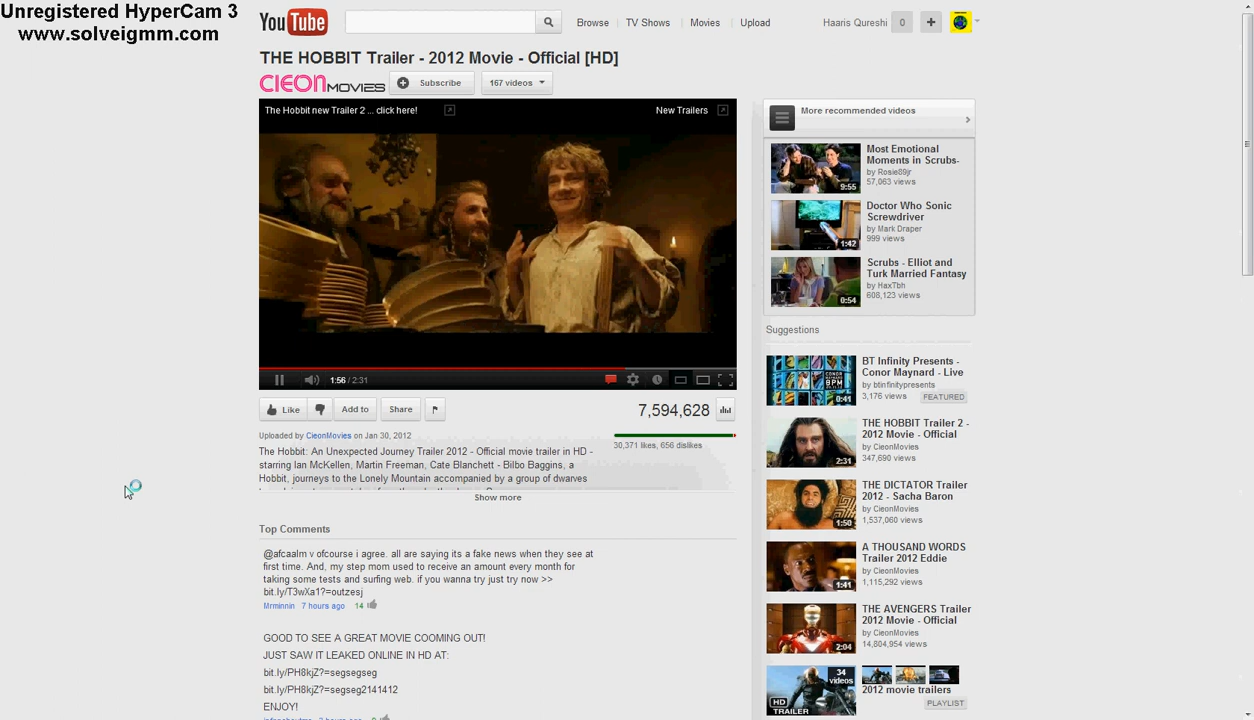 Unregistered HyperCam 3
www.solveigmm.com
YouTube
Browse
TV Shows
Movies
Upload
Haaris Qureshi
0
THE HOBBIT Trailer - 2012 Movie - Official [HD]
CIEONMOVIES
Subscribe
167 videos
The Hobbit new Trailer 2 ... click here!
New Trailers
1:56 / 2:31
Like
Add to
Share
7,594,628
Uploaded by CieonMovies on Jan 30, 2012
30,371 likes, 656 dislikes
The Hobbit: An Unexpected Journey Trailer 2012 - Official movie trailer in HD -
starring Ian McKellen, Martin Freeman, Cate Blanchett - Bilbo Baggins, a
Hobbit, journeys to the Lonely Mountain accompanied by a group of dwarves
Show more
Top Comments
@afcaalm v ofcourse i agree. all are saying its a fake news when they see at
first time. And, my step mom used to receive an amount every month for
taking some tests and surfing web. if you wanna try just try now >>
bit.ly/T3wXa1?=outzesj
Mrminnin 7 hours ago 14
GOOD TO SEE A GREAT MOVIE COOMING OUT!
JUST SAW IT LEAKED ONLINE IN HD AT:
bit.ly/PH8kjZ?=segsegseg
bit.ly/PH8kjZ?=segseg2141412
ENJOY!
More recommended videos
9:55
Most Emotional
Moments in Scrubs-
by Rosie89jr
57,063 views
1:42
Doctor Who Sonic
Screwdriver
by Mark Draper
999 views
0:54
Scrubs - Elliot and
Turk Married Fantasy
by HaxTbh
608,123 views
Suggestions
CONOR MAYNARD
0:41
BT Infinity Presents -
Conor Maynard - Live
by btinfinitypresents
3,176 views
FEATURED
2:31
THE HOBBIT Trailer 2 -
2012 Movie - Official
by CieonMovies
347,690 views
1:50
THE DICTATOR Trailer
2012 - Sacha Baron
by CieonMovies
1,537,060 views
1:41
A THOUSAND WORDS
Trailer 2012 Eddie
by CieonMovies
1,115,292 views
2:04
THE AVENGERS Trailer
2012 Movie - Official
by CieonMovies
14,804,954 views
34
videos
HD
TRAILER
2012 movie trailers
PLAYLIST